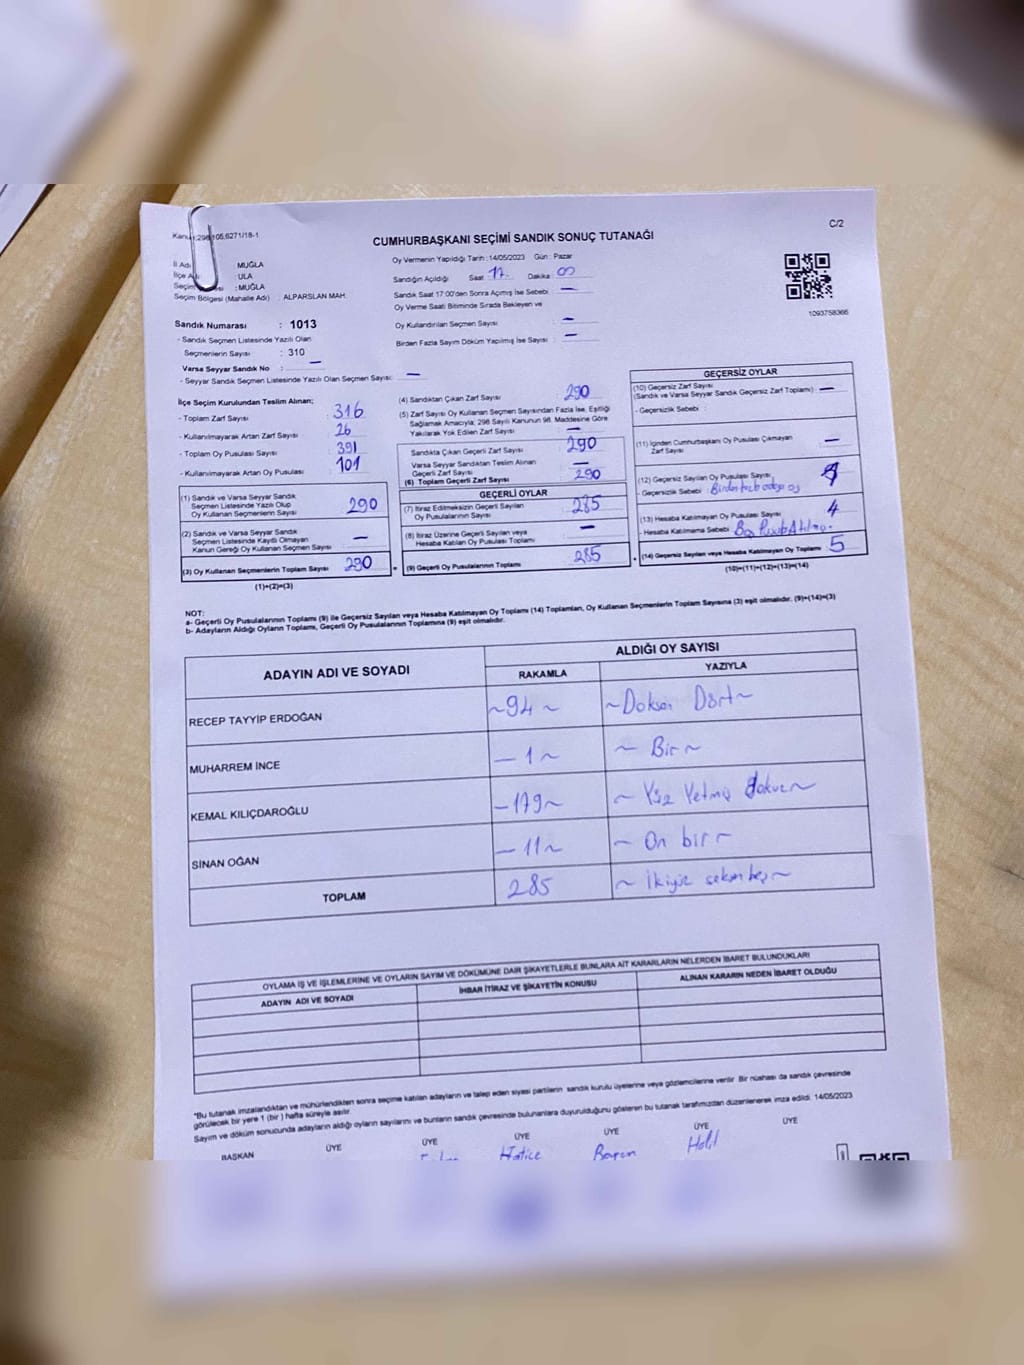 C/2
Kanun:298,105,6271/18-1
CUMHURBAŞKANI SEÇİMİ SANDIK SONUÇ TUTANAĞI
İl Adı : MUĞLA
İlçe Adı : ULA
Seçim : MUĞLA
Seçim Bölgesi (Mahalle Adı) : ALPARSLAN MAH.
Oy Vermenin Yapıldığı Tarih : 14/05/2023 Gün : Pazar
Sandığın Açıldığı Saat 17. Dakika 00
Sandık Saat 17:00'den Sonra Açımış İse Sebebi : —
Oy Verme Saati Bitiminde Sırada Bekleyen ve
Oy Kullandırılan Seçmen Sayısı : —
Birden Fazla Sayım Döküm Yapılmış İse Sayısı : —
1093758366
Sandık Numarası : 1013
- Sandık Seçmen Listesinde Yazılı Olan
Seçmenlerin Sayısı : 310
Varsa Seyyar Sandık No : —
- Seyyar Sandık Seçmen Listesinde Yazılı Olan Seçmen Sayısı: —
İlçe Seçim Kurulundan Teslim Alınan;
- Toplam Zarf Sayısı : 316
- Kullanılmayarak Artan Zarf Sayısı : 26
- Toplam Oy Pusulası Sayısı : 391
- Kullanılmayarak Artan Oy Pusulası : 101
(1) Sandık ve Varsa Seyyar Sandık
Seçmen Listesinde Yazılı Olup
Oy Kullanan Seçmenlerin Sayısı 290
(2) Sandık ve Varsa Seyyar Sandık
Seçmen Listesinde Kayıtlı Olmayan
Kanun Gereği Oy Kullanan Seçmen Sayısı —
(3) Oy Kullanan Seçmenlerin Toplam Sayısı 290
(1)+(2)=(3)
(4) Sandıktan Çıkan Zarf Sayısı : 290
(5) Zarf Sayısı Oy Kullanan Seçmen Sayısından Fazla İse, Eşitliği
Sağlamak Amacıyla; 298 Sayılı Kanunun 98. Maddesine Göre
Yakılarak Yok Edilen Zarf Sayısı : —
Sandıkta Çıkan Geçerli Zarf Sayısı : 290
Varsa Seyyar Sandıktan Teslim Alınan
Geçerli Zarf Sayısı : —
(6) Toplam Geçerli Zarf Sayısı : 290
GEÇERLİ OYLAR
(7) İtiraz Edilmeksizin Geçerli Sayılan
Oy Pusulalarının Sayısı : 285
(8) İtiraz Üzerine Geçerli Sayılan veya
Hesaba Katılan Oy Pusulası Toplamı : —
(9) Geçerli Oy Pusulalarının Toplamı : 285
GEÇERSİZ OYLAR
(10) Geçersiz Zarf Sayısı
(Sandık ve Varsa Seyyar Sandık Geçersiz Zarf Toplamı) : —
- Geçersizlik Sebebi :
(11) İçinden Cumhurbaşkanı Oy Pusulası Çıkmayan
Zarf Sayısı : —
(12) Geçersiz Sayılan Oy Pusulası Sayısı
- Geçersizlik Sebebi :
(13) Hesaba Katılmayan Oy Pusulası Sayısı : 4
- Hesaba Katılmama Sebebi : Boş
(14) Geçersiz Sayılan veya Hesaba Katılmayan Oy Toplamı 5
(10)+(11)+(12)+(13)=(14)
NOT:
a- Geçerli Oy Pusulalarının Toplamı (9) ile Geçersiz Sayılan veya Hesaba Katılmayan Oy Toplamı (14) Toplamları, Oy Kullanan Seçmenlerin Toplam Sayısına (3) eşit olmalıdır. (9)+(14)=(3)
b- Adayların Aldığı Oyların Toplamı, Geçerli Oy Pusulalarının Toplamına (9) eşit olmalıdır.
ADAYIN ADI VE SOYADI ALDIĞI OY SAYISI
RAKAMLA YAZIYLA
RECEP TAYYİP ERDOĞAN ~94~ ~Doksan Dört~
MUHARREM İNCE —1~ ~ Bir ~
KEMAL KILIÇDAROĞLU —179~ ~ Yüz Yetmiş dokuz ~
SİNAN OĞAN —11~ ~ On bir ~
TOPLAM 285 ~ İkiyüz seksen beş ~
OYLAMA İŞ VE İŞLEMLERİNE VE OYLARIN SAYIM VE DÖKÜMÜNE DAİR ŞİKAYETLERLE BUNLARA AİT KARARLARIN NELERDEN İBARET BULUNDUKLARI
ADAYIN ADI VE SOYADI İHBAR İTİRAZ VE ŞİKAYETİN KONUSU ALINAN KARARIN NEDEN İBARET OLDUĞU
*Bu tutanak imzalandıktan ve mühürlendikten sonra seçime katılan adayların ve talep eden siyasi partilerin sandık kurulu üyelerine veya gözlemcilerine verilir. Bir nüshası da sandık çevresinde
görülecek bir yere 1 (bir) hafta süreyle asılır.
Sayım ve döküm sonucunda adayların aldığı oyların sayılarını ve bunların sandık çevresinde bulunanlara duyurulduğunu gösteren bu tutanak tarafımızdan düzenlenerek imza edildi. 14/05/2023
BAŞKAN ÜYE ÜYE ÜYE ÜYE ÜYE ÜYE
Hatice Halil